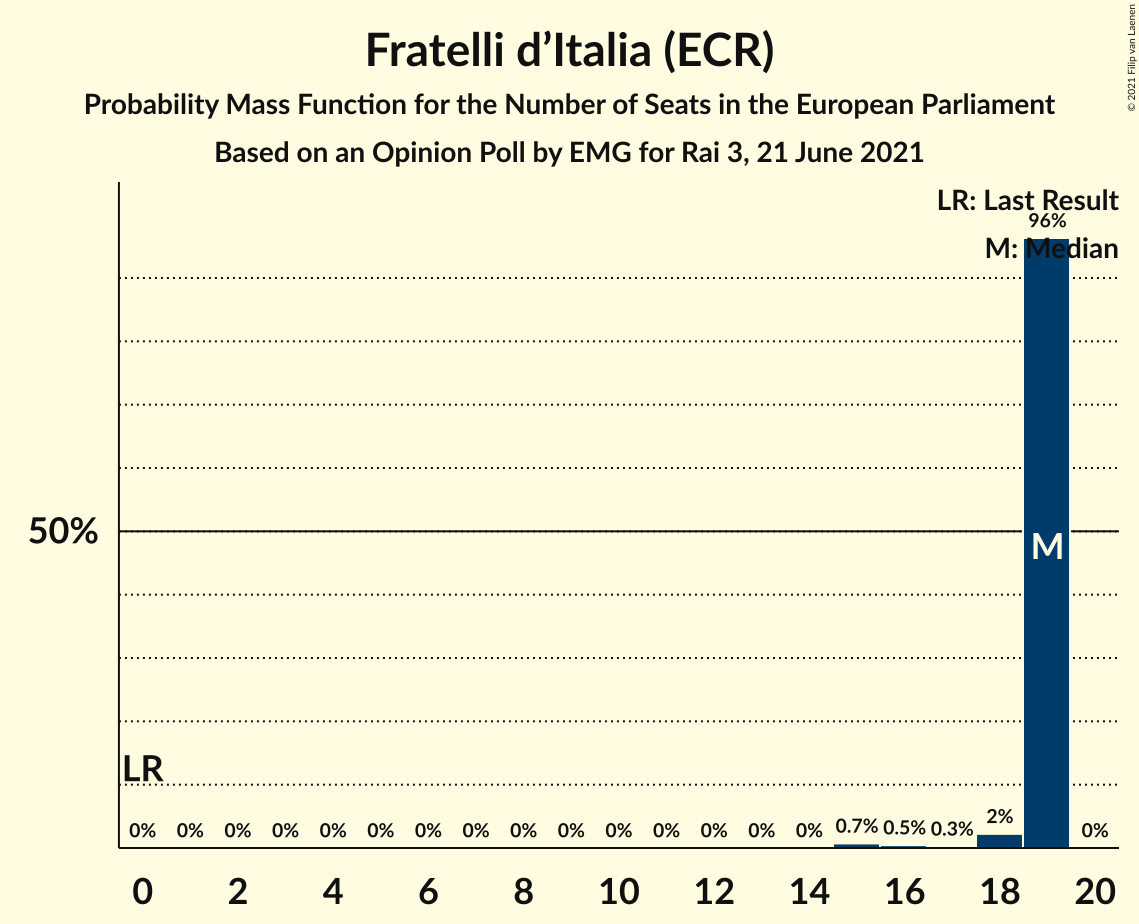 Fratelli d’Italia (ECR)
Probability Mass Function for the Number of Seats in the European Parliament
Based on an Opinion Poll by EMG for Rai 3, 21 June 2021
© 2021 Filip van Laenen
LR: Last Result
96%
M: Median
50%
M
LR
0% 0% 0% 0% 0% 0% 0% 0% 0% 0% 0% 0% 0% 0% 0% 0.7% 0.5% 0.3% 2% 0%
0 2 4 6 8 10 12 14 16 18 20